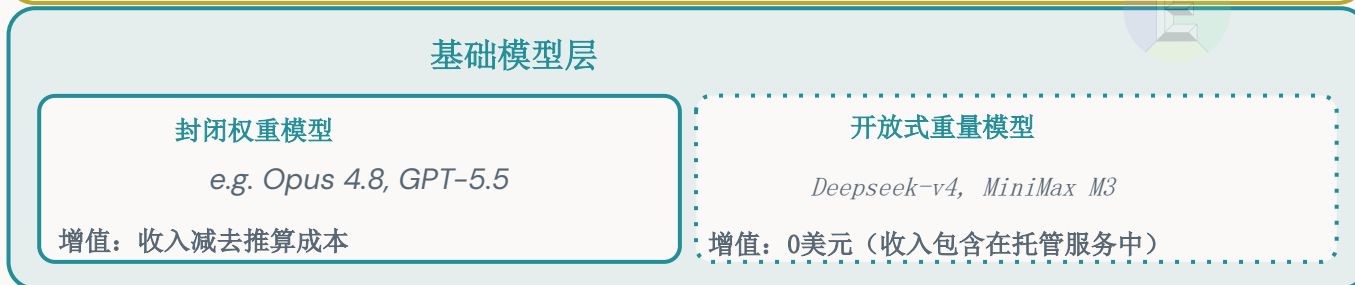 基础模型层
封闭权重模型
e.g. Opus 4.8, GPT-5.5
增值：收入减去推算成本
开放式重量模型
Deepseek-v4, MiniMax M3
增值：0美元（收入包含在托管服务中）